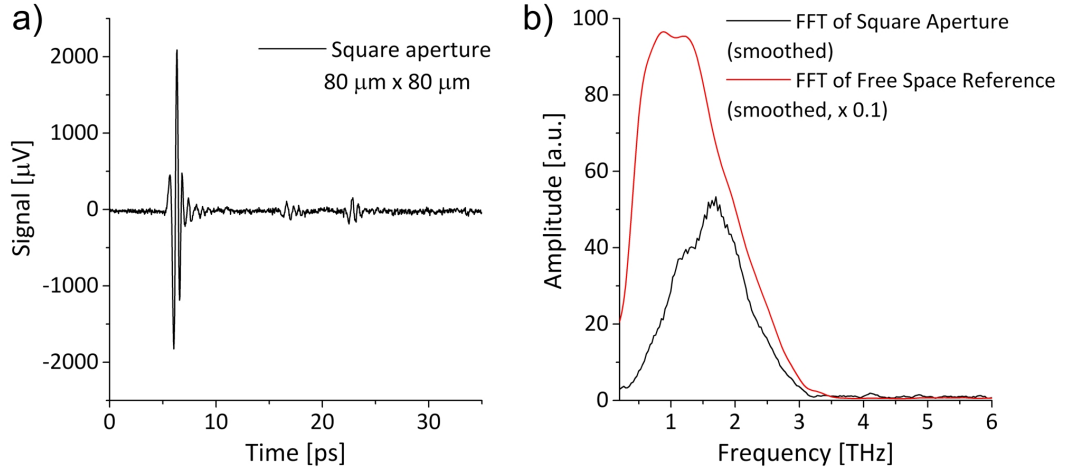 a)
Square aperture
80 µm x 80 µm
Signal [µV]
2000
1000
0
-1000
-2000
0
10
20
30
Time [ps]
b)
FFT of Square Aperture
(smoothed)
FFT of Free Space Reference
(smoothed, x 0.1)
Amplitude [a.u.]
100
80
60
40
20
0
1
2
3
4
5
6
Frequency [THz]